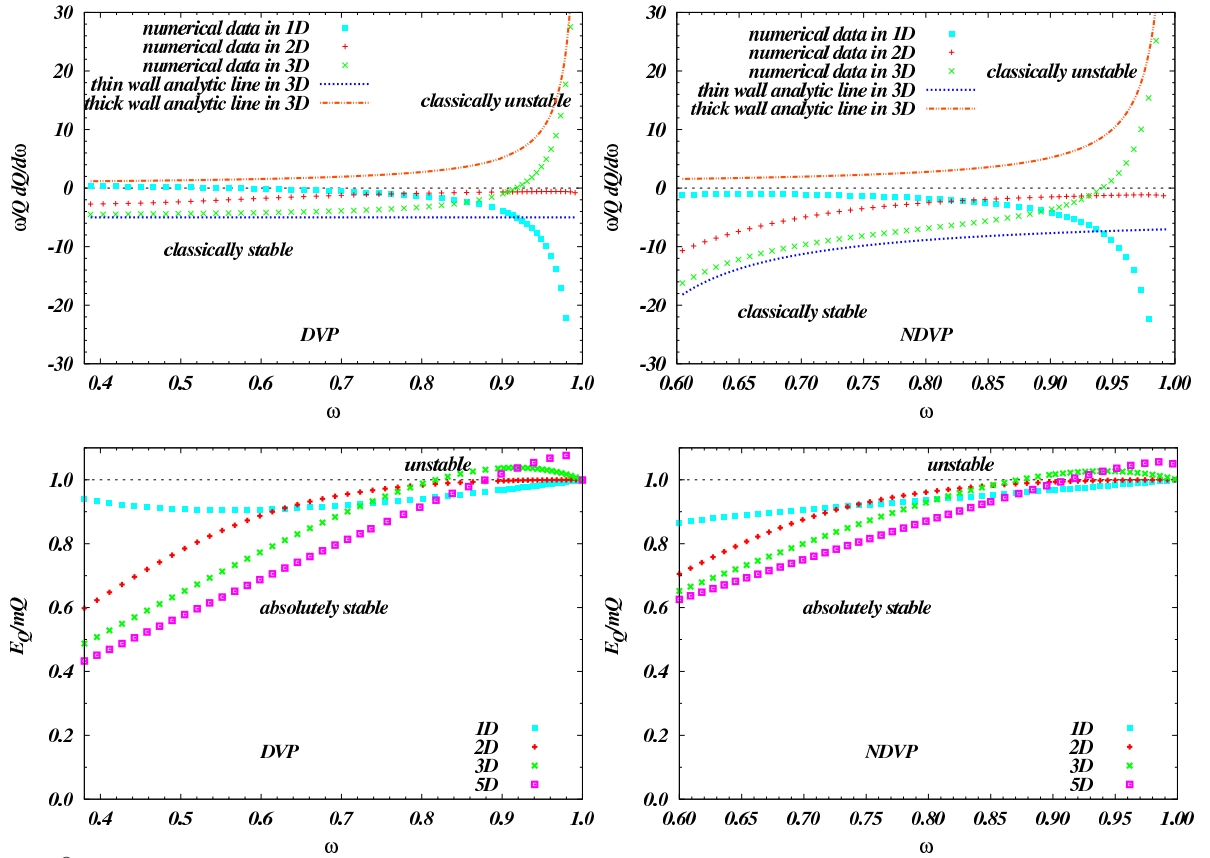 30
20
10
0
-10
-20
-30
ω/Q dQ/dω
numerical data in 1D
numerical data in 2D
numerical data in 3D
thin wall analytic line in 3D
thick wall analytic line in 3D
classically unstable
classically stable
DVP
0.4 0.5 0.6 0.7 0.8 0.9 1.0
ω
30
20
10
0
-10
-20
-30
ω/Q dQ/dω
numerical data in 1D
numerical data in 2D
numerical data in 3D
thin wall analytic line in 3D
thick wall analytic line in 3D
classically unstable
classically stable
NDVP
0.60 0.65 0.70 0.75 0.80 0.85 0.90 0.95 1.00
ω
1.0
0.8
0.6
0.4
0.2
0.0
E_Q/mQ
unstable
absolutely stable
DVP
1D
2D
3D
5D
0.4 0.5 0.6 0.7 0.8 0.9 1.0
ω
1.0
0.8
0.6
0.4
0.2
0.0
E_Q/mQ
unstable
absolutely stable
NDVP
1D
2D
3D
5D
0.60 0.65 0.70 0.75 0.80 0.85 0.90 0.95 1.00
ω